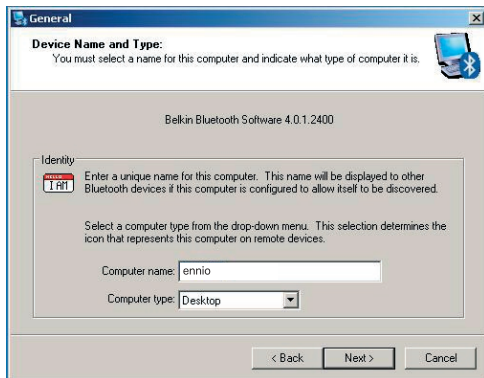 General
Device Name and Type:
You must select a name for this computer and indicate what type of computer it is.
Belkin Bluetooth Software 4.0.1.2400
Identity
HELLO
I AM
Enter a unique name for this computer. This name will be displayed to other
Bluetooth devices if this computer is configured to allow itself to be discovered.
Select a computer type from the drop-down menu. This selection determines the
icon that represents this computer on remote devices.
Computer name: ennio
Computer type: Desktop
< Back Next > Cancel